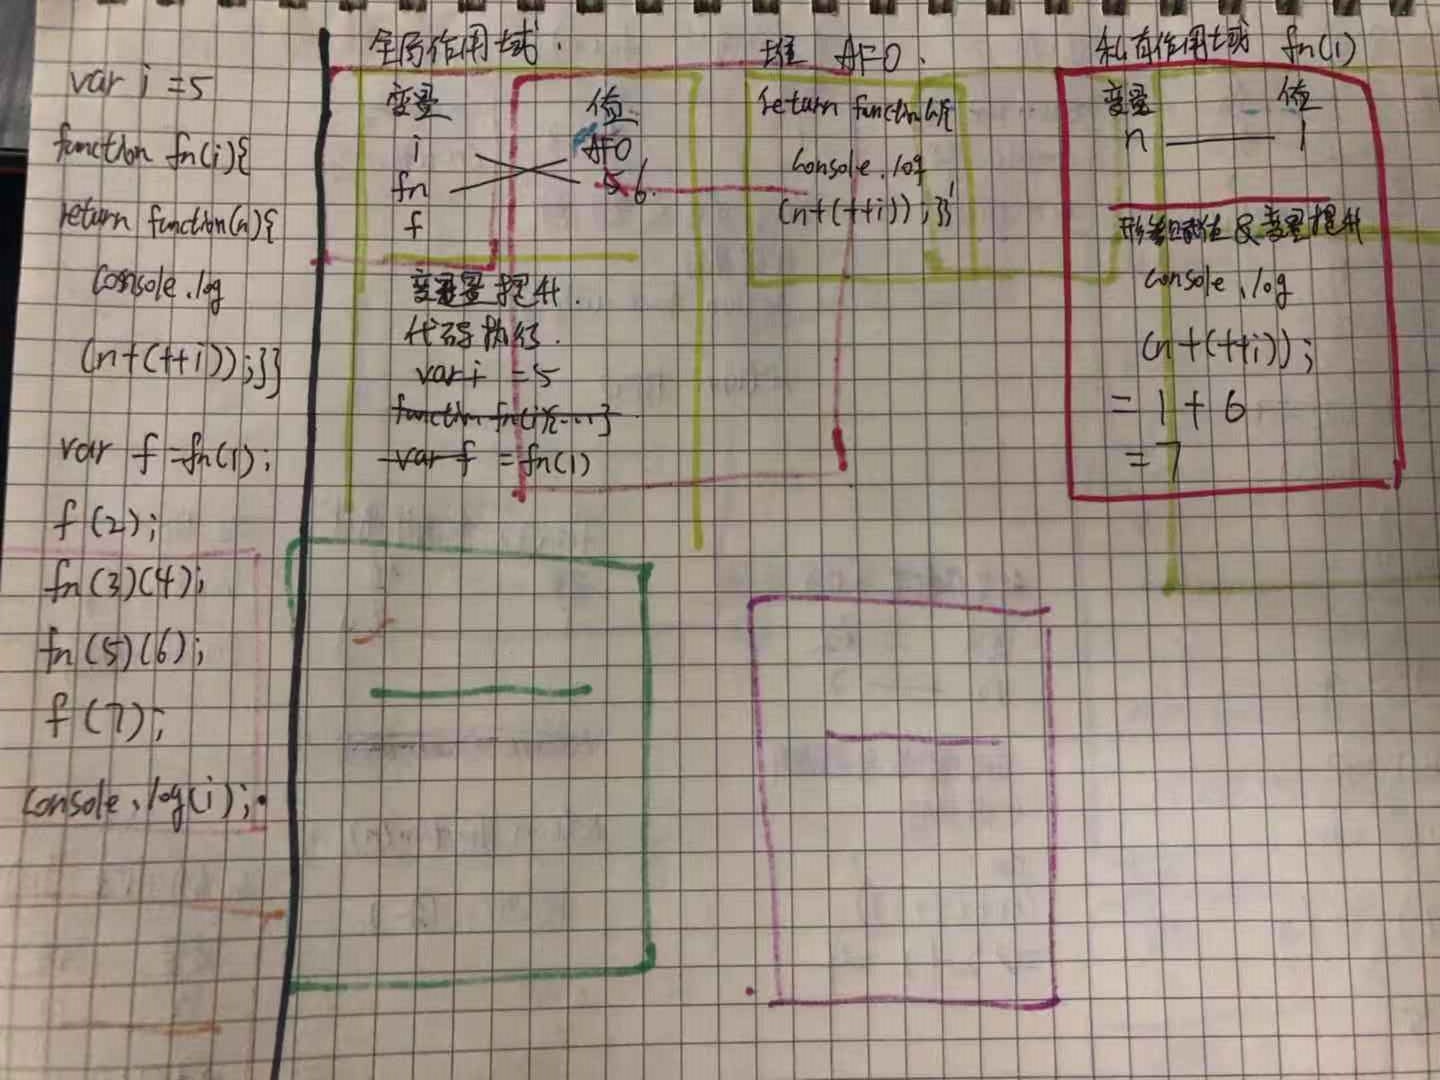 var i =5
function fn(i){
return function(n){
console.log
(n+(++i));}}
var f =fn(1);
f(2);
fn(3)(4);
fn(5)(6);
f(7);
console.log(i);
全局作用域.
变量 值
i AF0
fn 5 6.
f
变量提升.
代码执行.
var i =5
function fn(i){...}
var f =fn(1)
堆 AF0.
return function(n){
console.log
(n+(++i));}}
私有作用域 fn(1)
变量 值
n 1
形参赋值&变量提升
console.log
(n+(++i));
= 1+6
=7